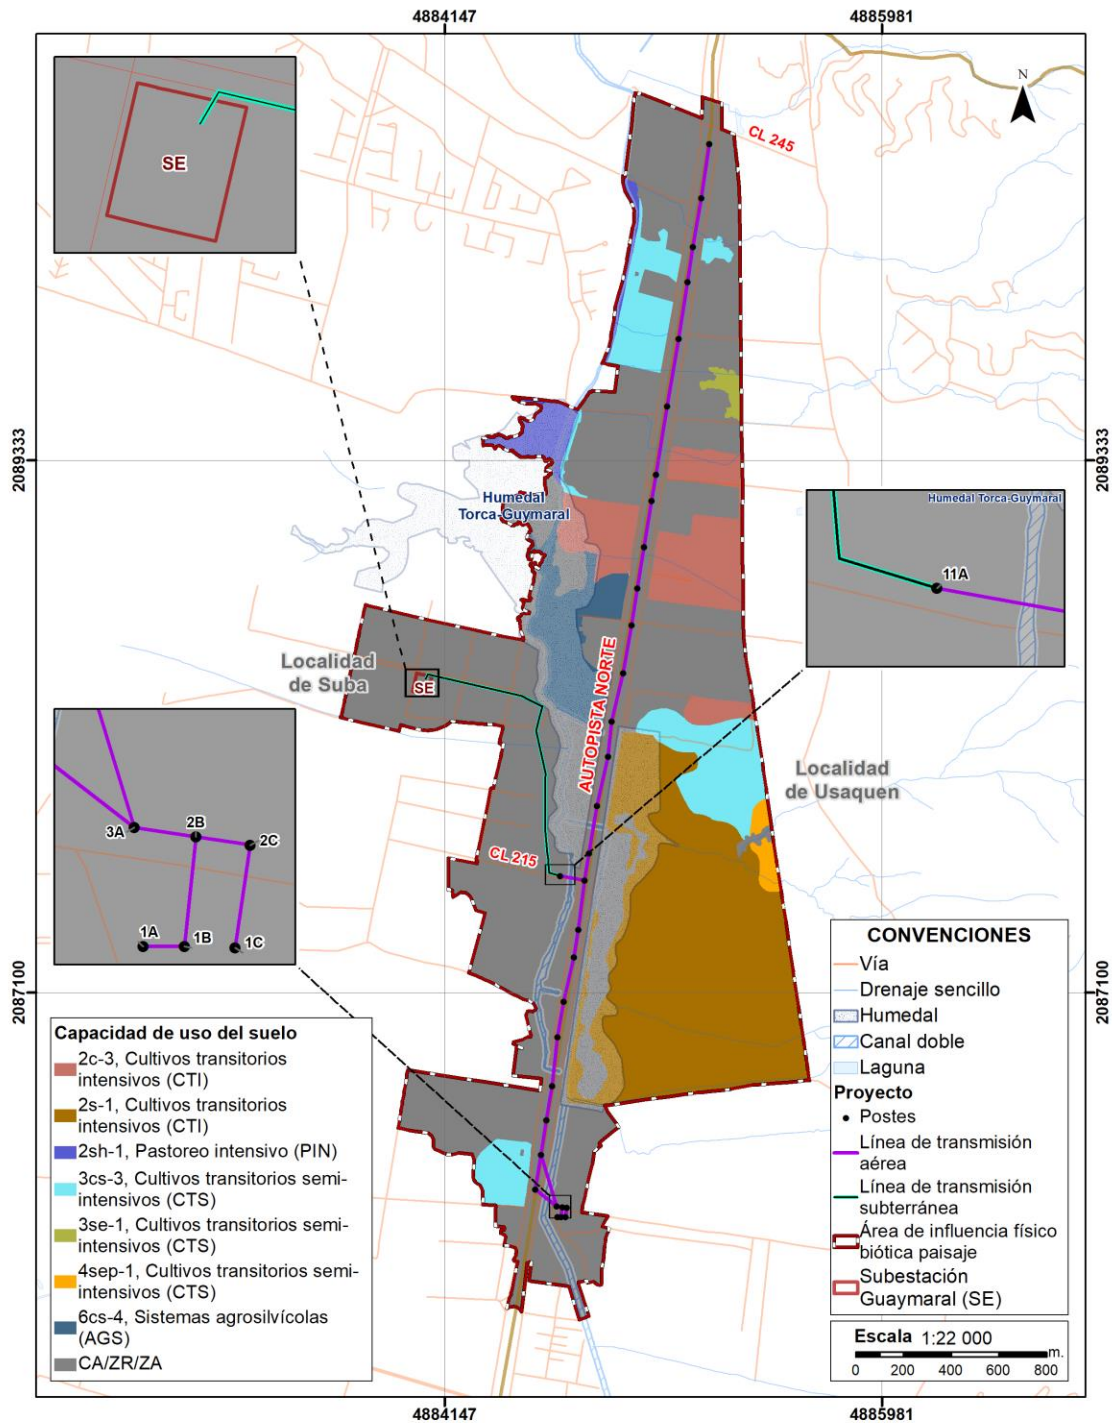 4884147
4885981
N
CL 245
SE
2089333
2089333
Humedal
Torca-Guymaral
Humedal Torca-Guymaral
11A
Localidad
de Suba
SE
AUTOPISTA NORTE
Localidad
de Usaquen
3A
2B
2C
1A
1B
1C
CL 215
2087100
2087100
CONVENCIONES
Vía
Drenaje sencillo
Humedal
Canal doble
Laguna
Proyecto
Postes
Línea de transmisión
aérea
Línea de transmisión
subterránea
Área de influencia físico
biótica paisaje
Subestación
Guaymaral (SE)
Escala 1:22 000
m.
0 200 400 600 800
Capacidad de uso del suelo
2c-3, Cultivos transitorios
intensivos (CTI)
2s-1, Cultivos transitorios
intensivos (CTI)
2sh-1, Pastoreo intensivo (PIN)
3cs-3, Cultivos transitorios semi-
intensivos (CTS)
3se-1, Cultivos transitorios semi-
intensivos (CTS)
4sep-1, Cultivos transitorios semi-
intensivos (CTS)
6cs-4, Sistemas agrosilvícolas
(AGS)
CA/ZR/ZA
4884147
4885981